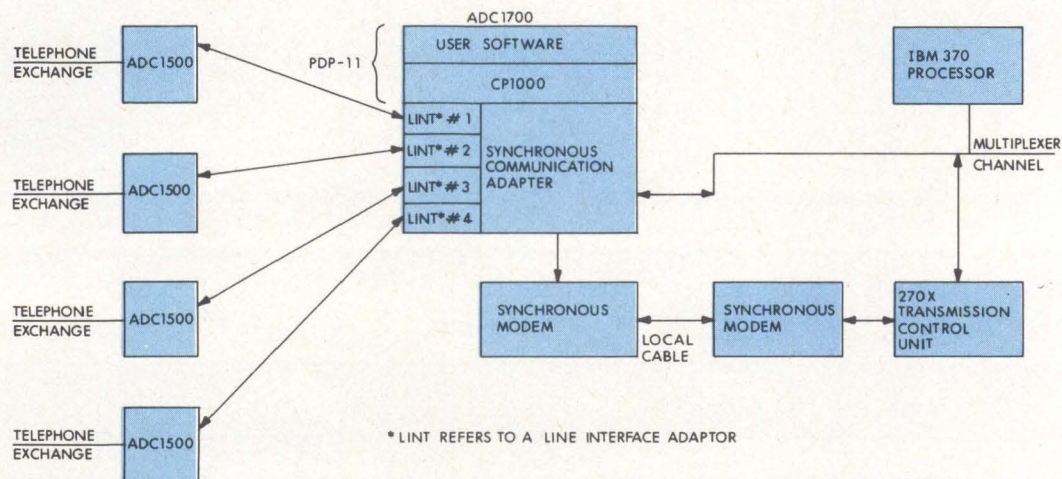 ADC1700
TELEPHONE
EXCHANGE
ADC1500
PDP-11
USER SOFTWARE
CP1000
LINT* # 1
LINT* # 2
LINT* # 3
LINT* # 4
SYNCHRONOUS
COMMUNICATION
ADAPTER
IBM 370
PROCESSOR
MULTIPLEXER
CHANNEL
TELEPHONE
EXCHANGE
ADC1500
TELEPHONE
EXCHANGE
ADC1500
SYNCHRONOUS
MODEM
LOCAL
CABLE
SYNCHRONOUS
MODEM
270X
TRANSMISSION
CONTROL
UNIT
TELEPHONE
EXCHANGE
ADC1500
* LINT REFERS TO A LINE INTERFACE ADAPTOR